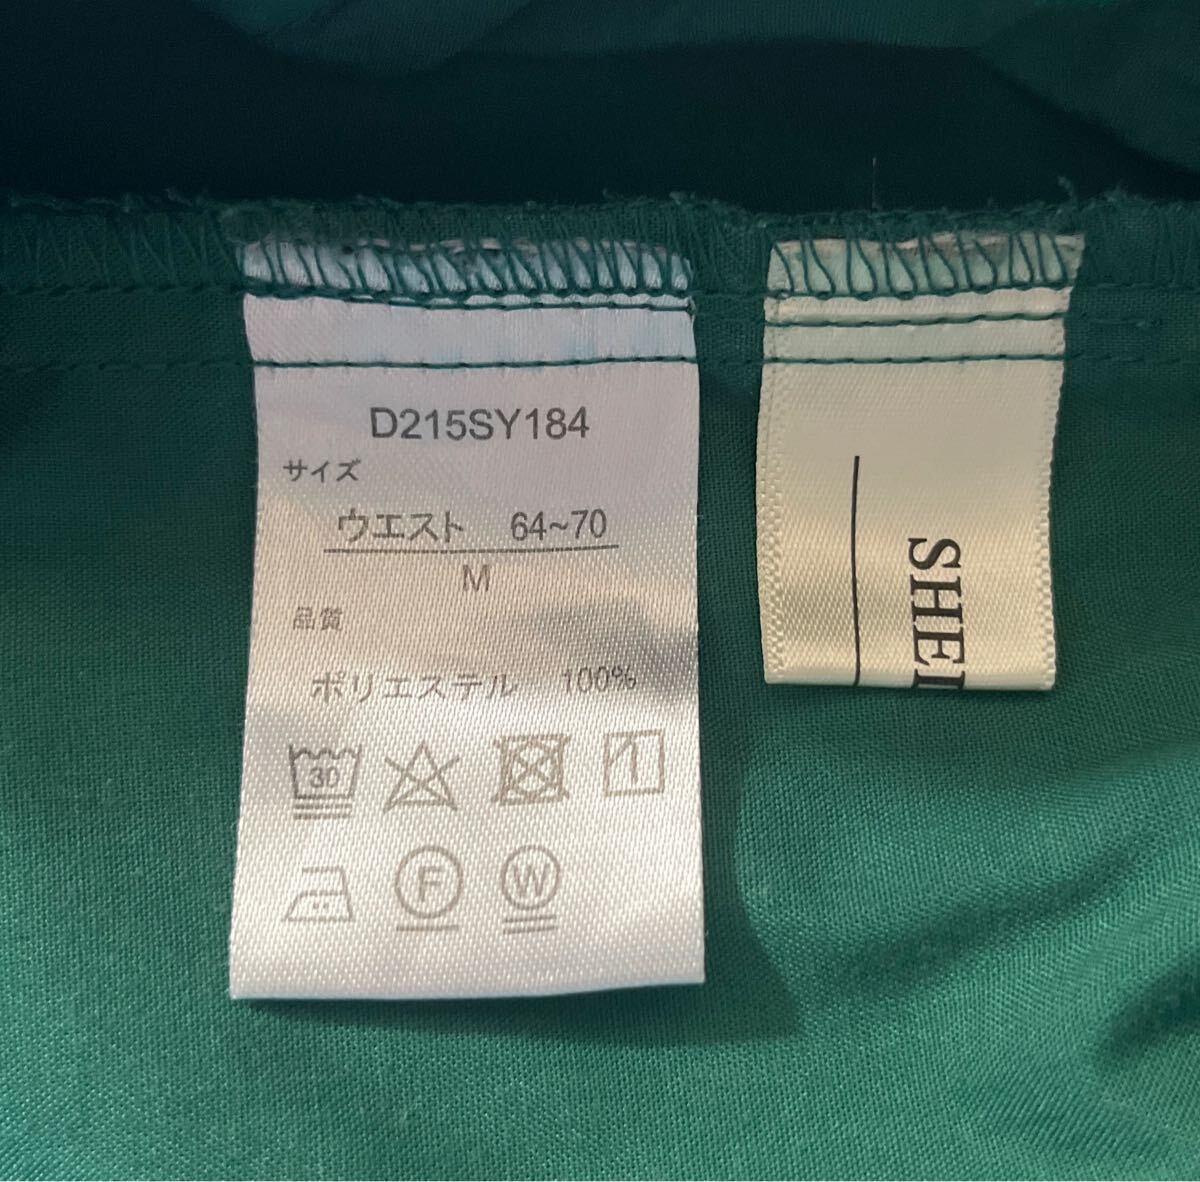 D215SY184
サイズ
ウエスト 64~70
M
品質
ポリエステル 100%
30
F W
SHEL